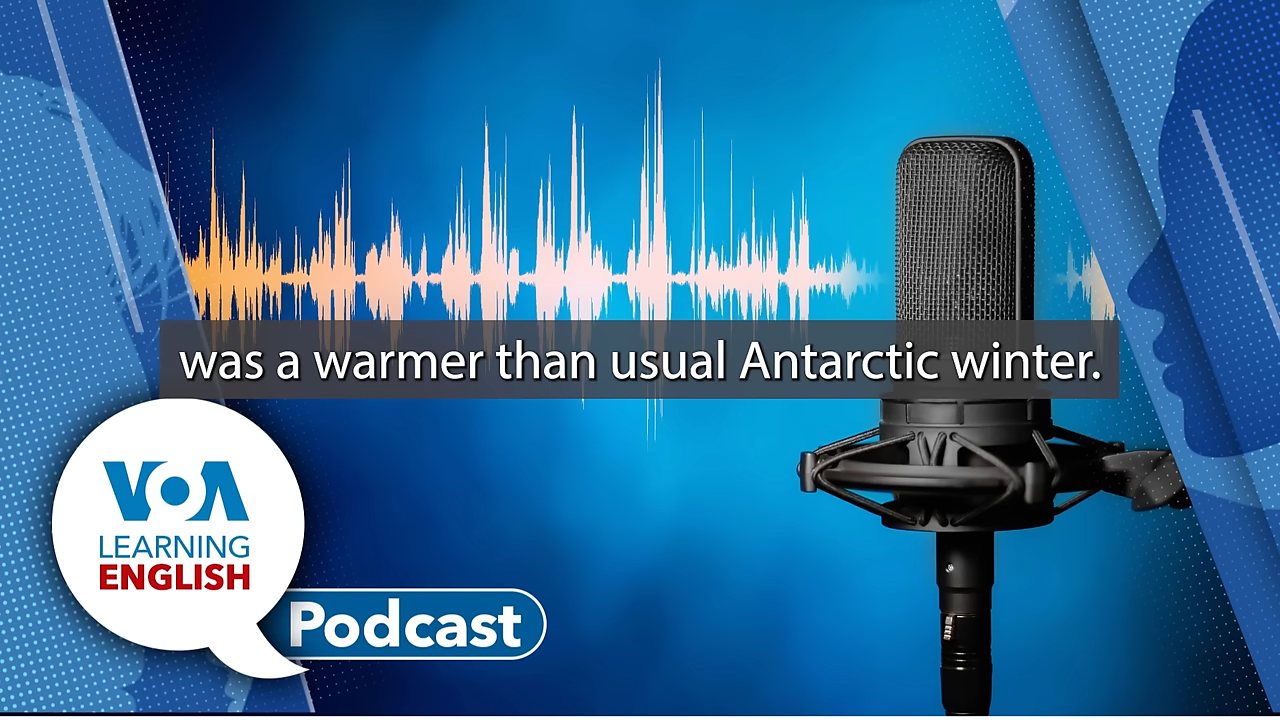 was a warmer than usual Antarctic winter.
VOA
LEARNING
ENGLISH
Podcast